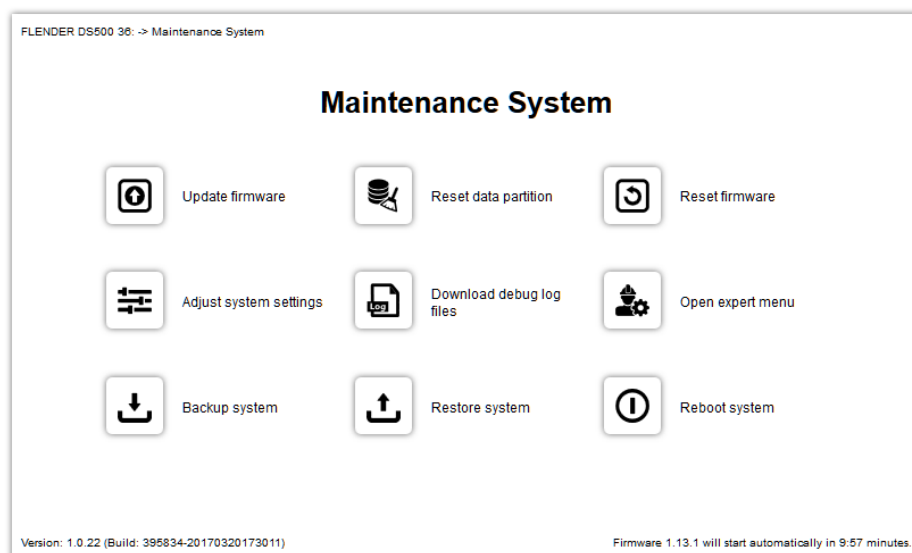 FLENDER DS500 36: -> Maintenance System
Maintenance System
Update firmware
Reset data partition
Reset firmware
Adjust system settings
Download debug log
files
Log
Open expert menu
Backup system
Restore system
Reboot system
Version: 1.0.22 (Build: 395834-20170320173011)
Firmware 1.13.1 will start automatically in 9:57 minutes.